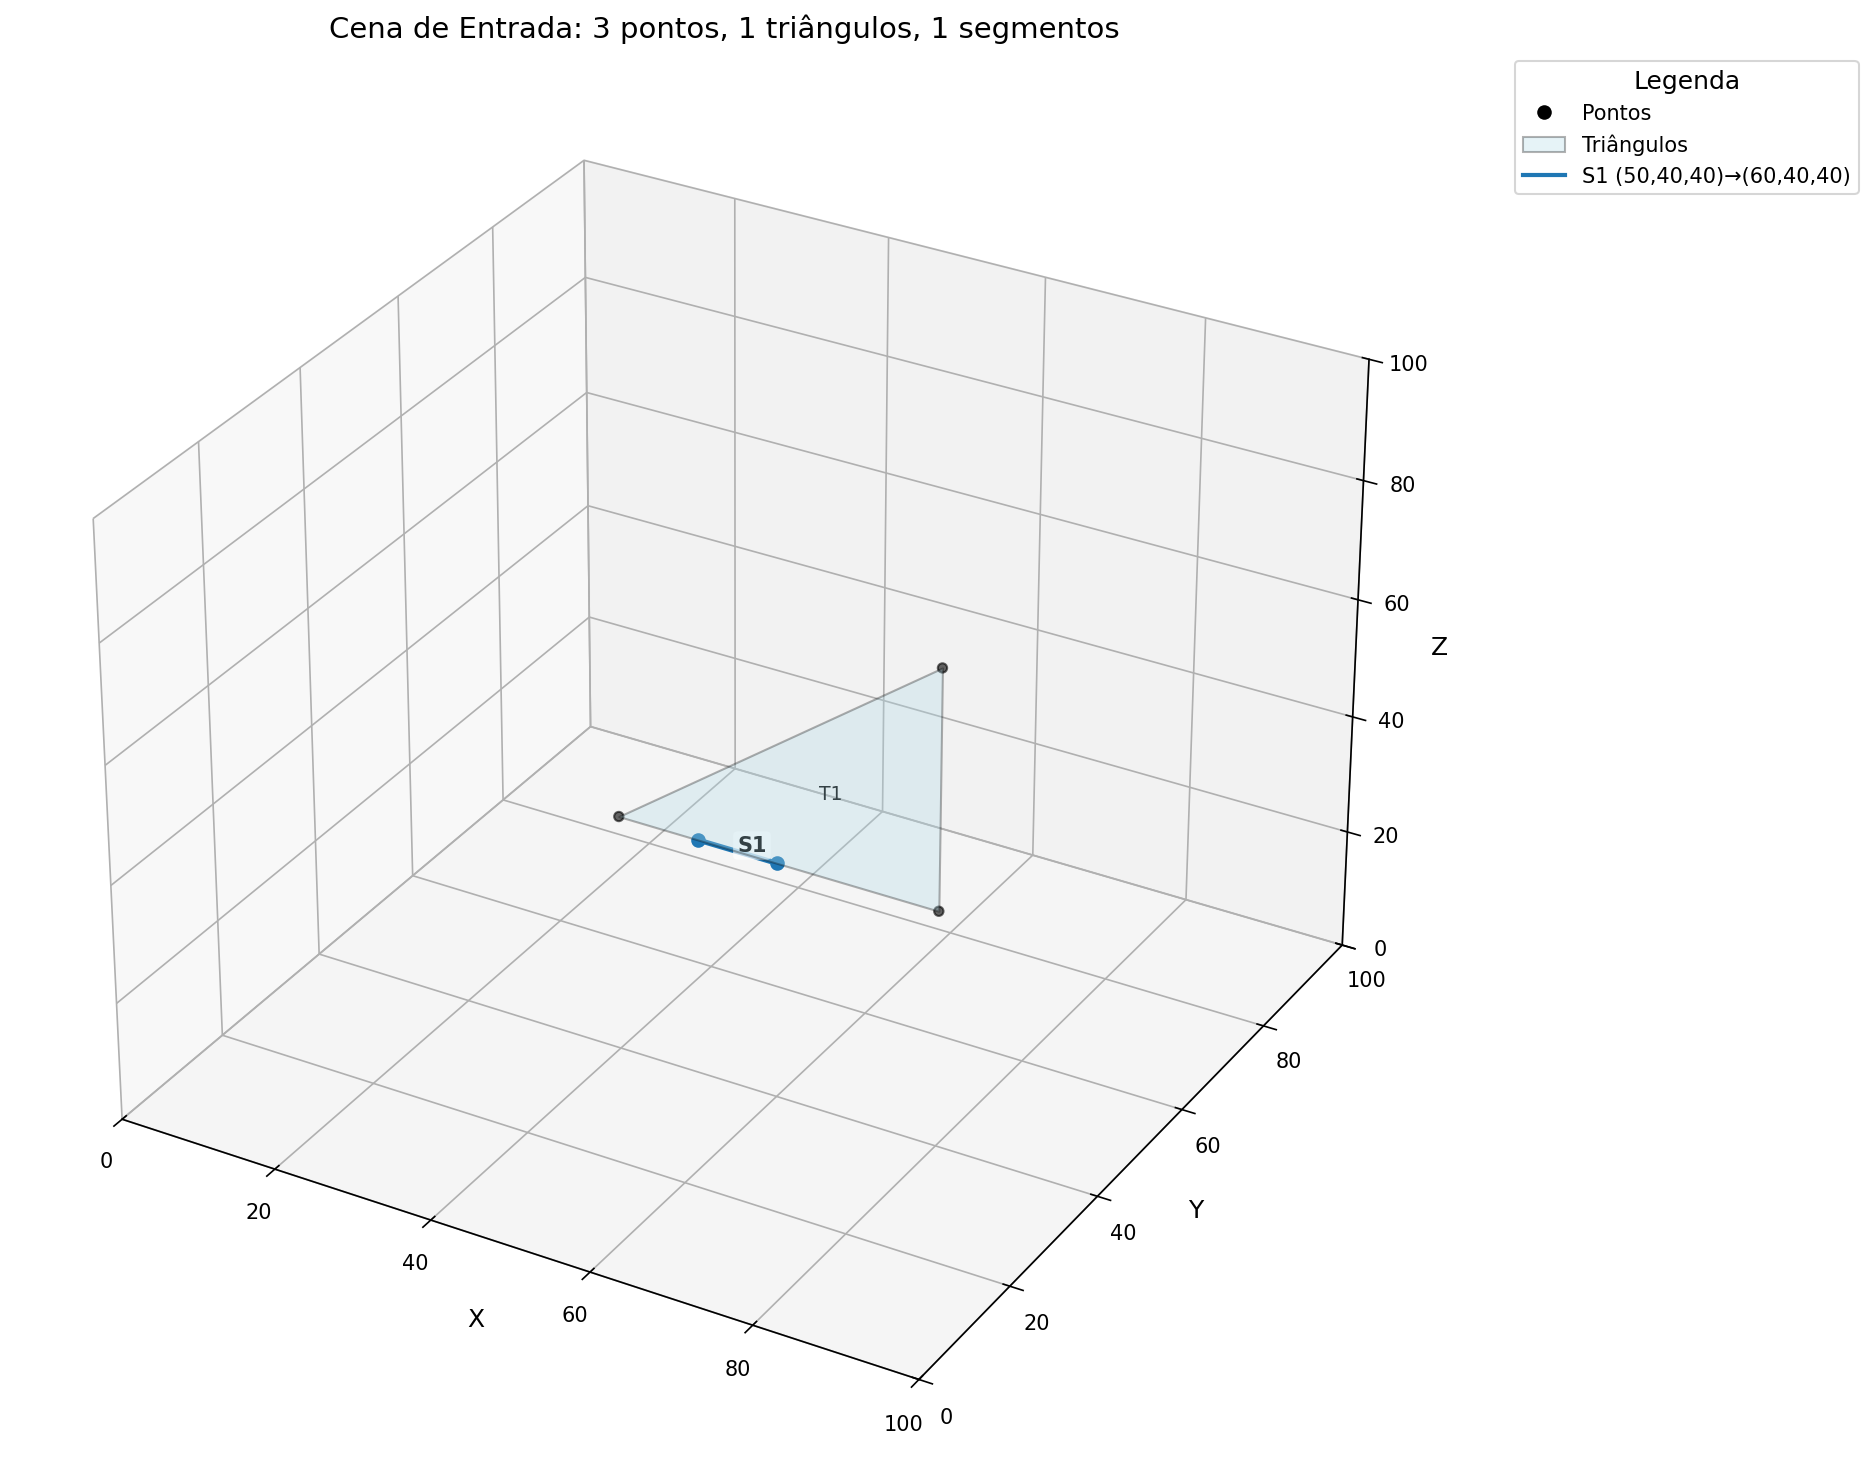 Cena de Entrada: 3 pontos, 1 triângulos, 1 segmentos
Legenda
Pontos
Triângulos
S1 (50,40,40)→(60,40,40)
100
80
60
Z
40
20
0
T1
S1
100
80
60
Y
40
20
0
0
20
40
X
60
80
100